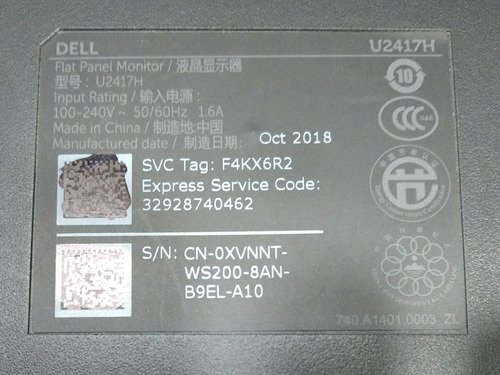 DELL
U2417H
Flat Panel Monitor / 液晶显示器
型号: U2417H
Input Rating / 输入电源:
100-240V ~ 50/60Hz 1.6A
Made in China / 制造地:中国
Manufactured date / 制造日期: Oct 2018
10
SVC Tag: F4KX6R2
Express Service Code:
32928740462
S/N: CN-0XVNNT-
WS200-8AN-
B9EL-A10
740.A1401.0003 ZL